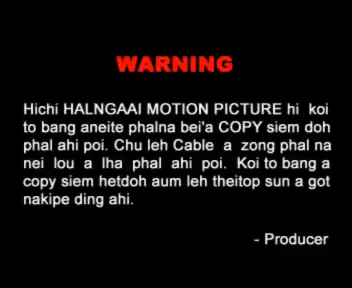 WARNING
Hichi HALNGAAI MOTION PICTURE hi koi
to bang aneite phalna bei'a COPY siem doh
phal ahi poi. Chu leh Cable a zong phal na
nei lou a lha phal ahi poi. Koi to bang a
copy siem hetdoh aum leh theitop sun a got
nakipe ding ahi.
- Producer